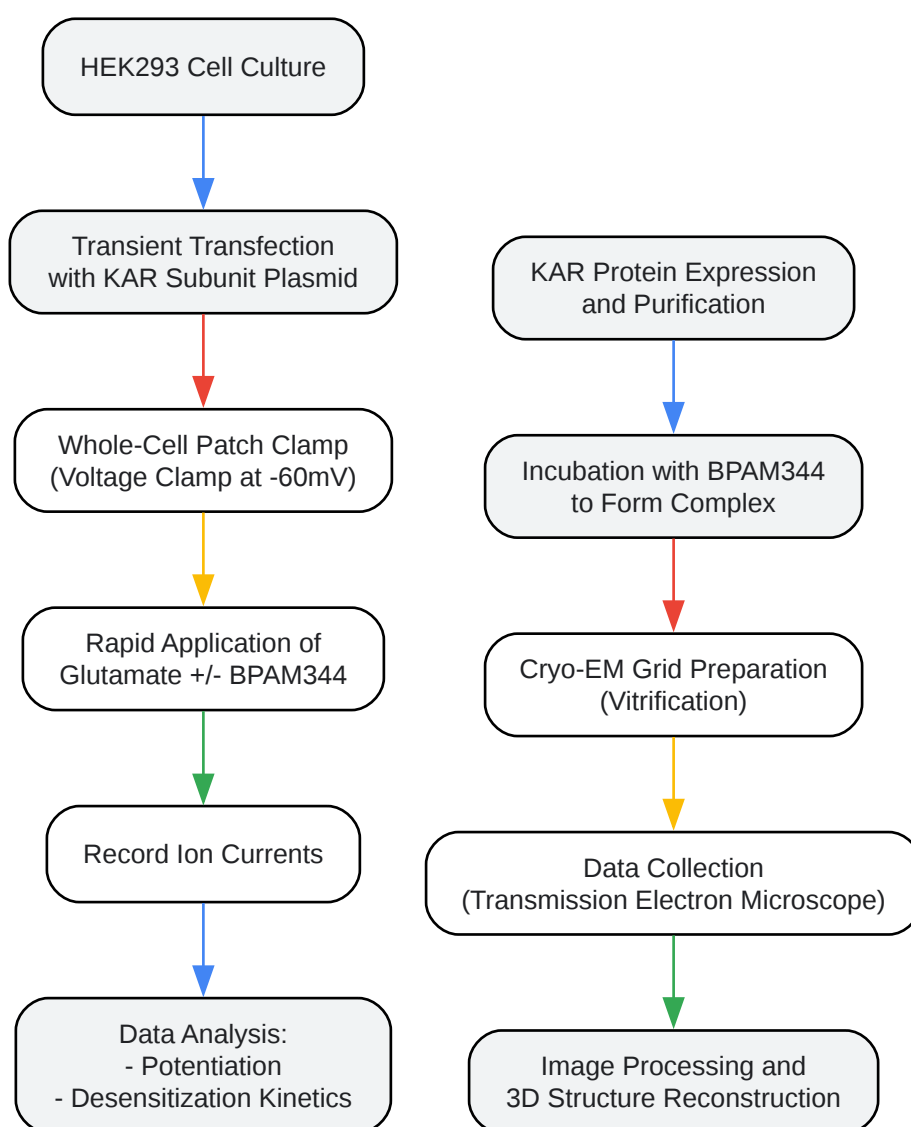 HEK293 Cell Culture
Transient Transfection
with KAR Subunit Plasmid
Whole-Cell Patch Clamp
(Voltage Clamp at -60mV)
Rapid Application of
Glutamate +/- BPAM344
Record Ion Currents
Data Analysis:
- Potentiation
- Desensitization Kinetics
KAR Protein Expression
and Purification
Incubation with BPAM344
to Form Complex
Cryo-EM Grid Preparation
(Vitrification)
Data Collection
(Transmission Electron Microscope)
Image Processing and
3D Structure Reconstruction